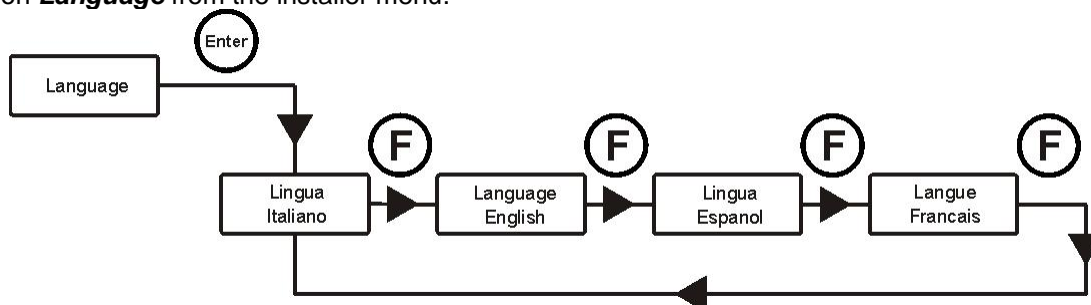 on Language from the installer menu.
Enter
Language
F
F
F
F
Lingua
Italiano
Language
English
Lingua
Espanol
Langue
Francais